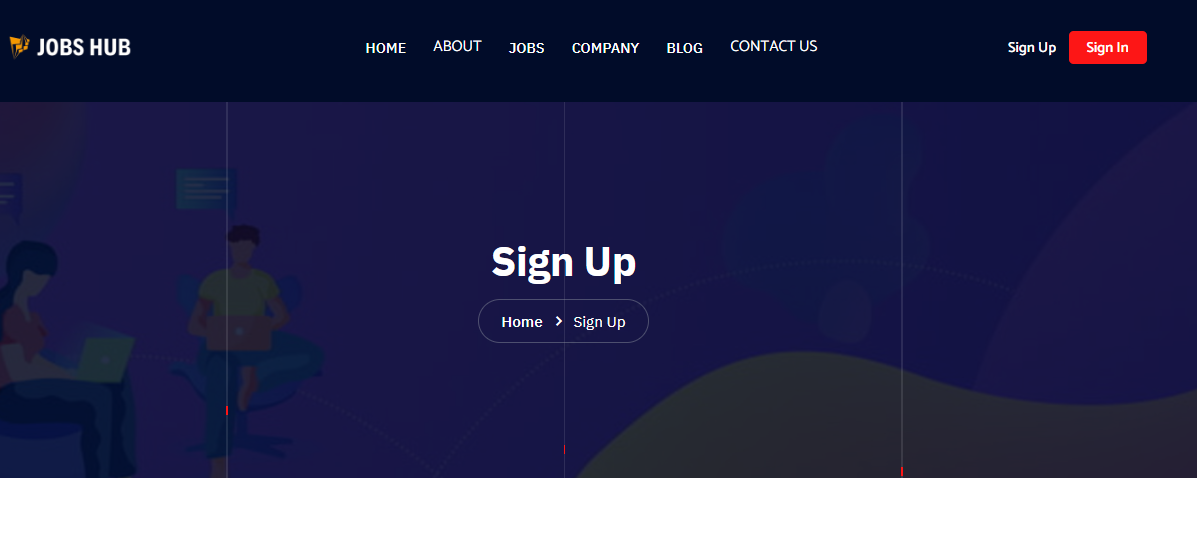 JOBS HUB
HOME ABOUT JOBS COMPANY BLOG CONTACT US
Sign Up Sign In
Sign Up
Home > Sign Up